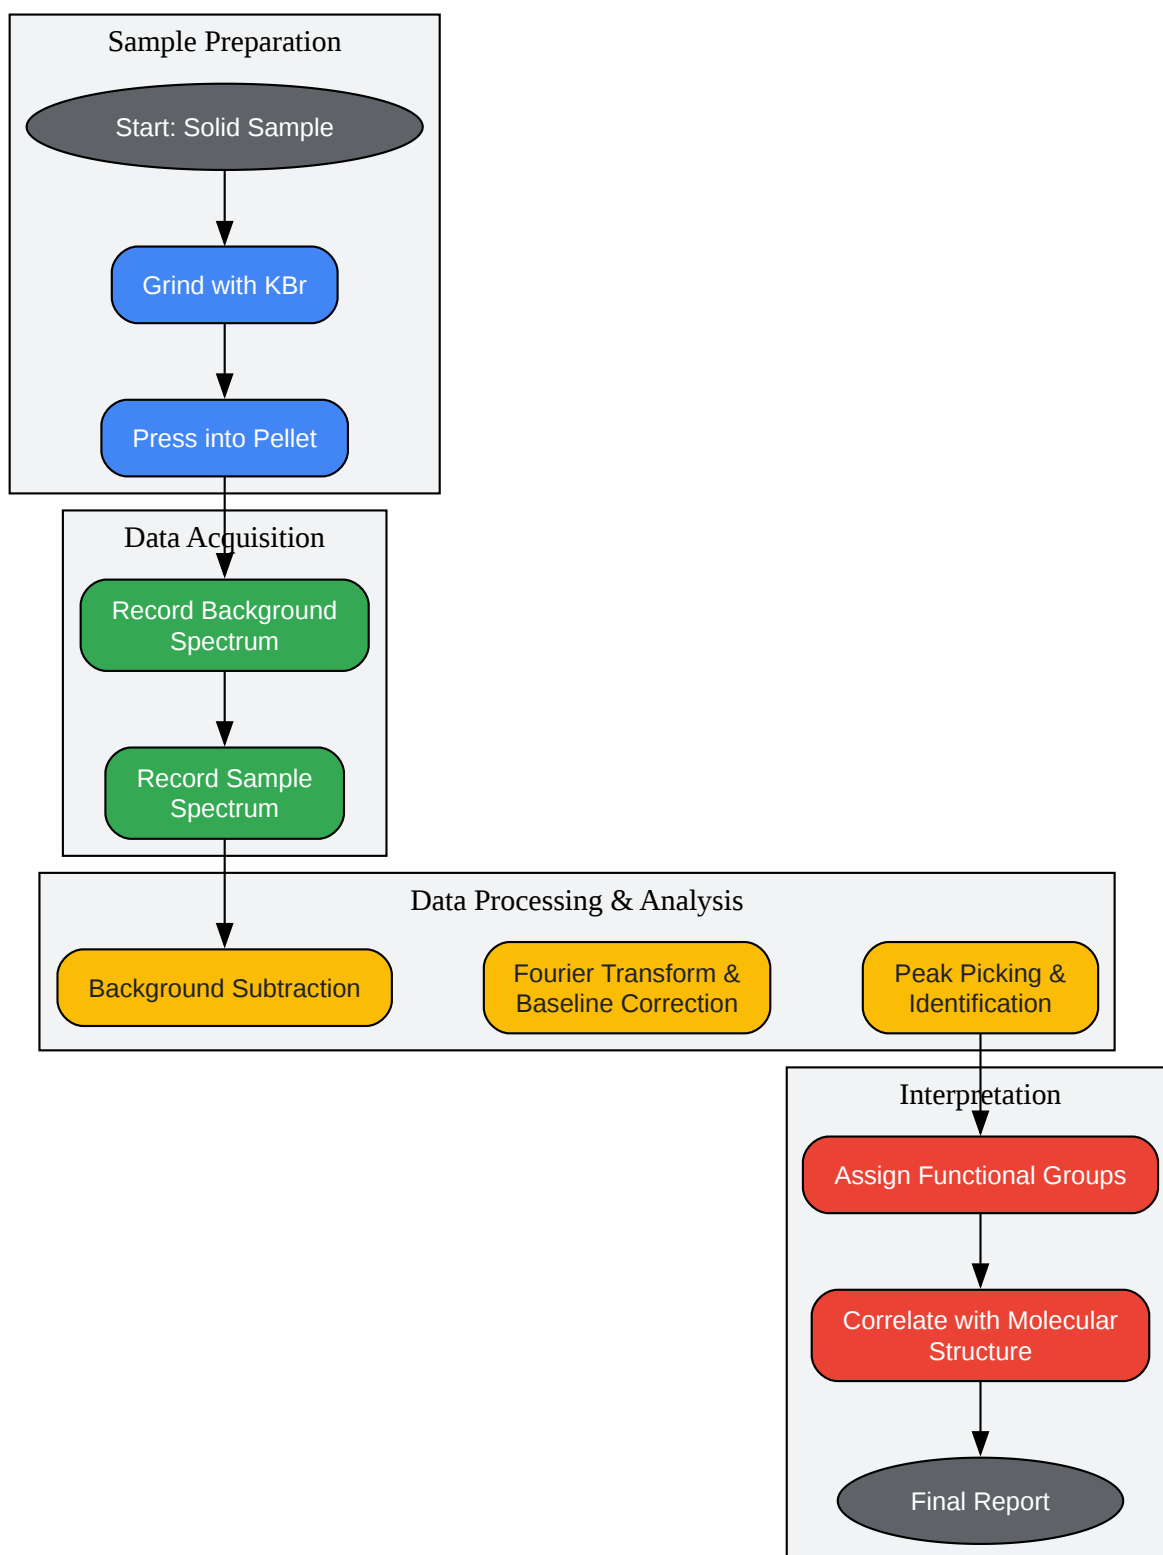 Sample Preparation
Start: Solid Sample
Grind with KBr
Press into Pellet
Data Acquisition
Record Background
Spectrum
Record Sample
Spectrum
Data Processing & Analysis
Background Subtraction
Fourier Transform &
Baseline Correction
Peak Picking &
Identification
Interpretation
Assign Functional Groups
Correlate with Molecular
Structure
Final Report